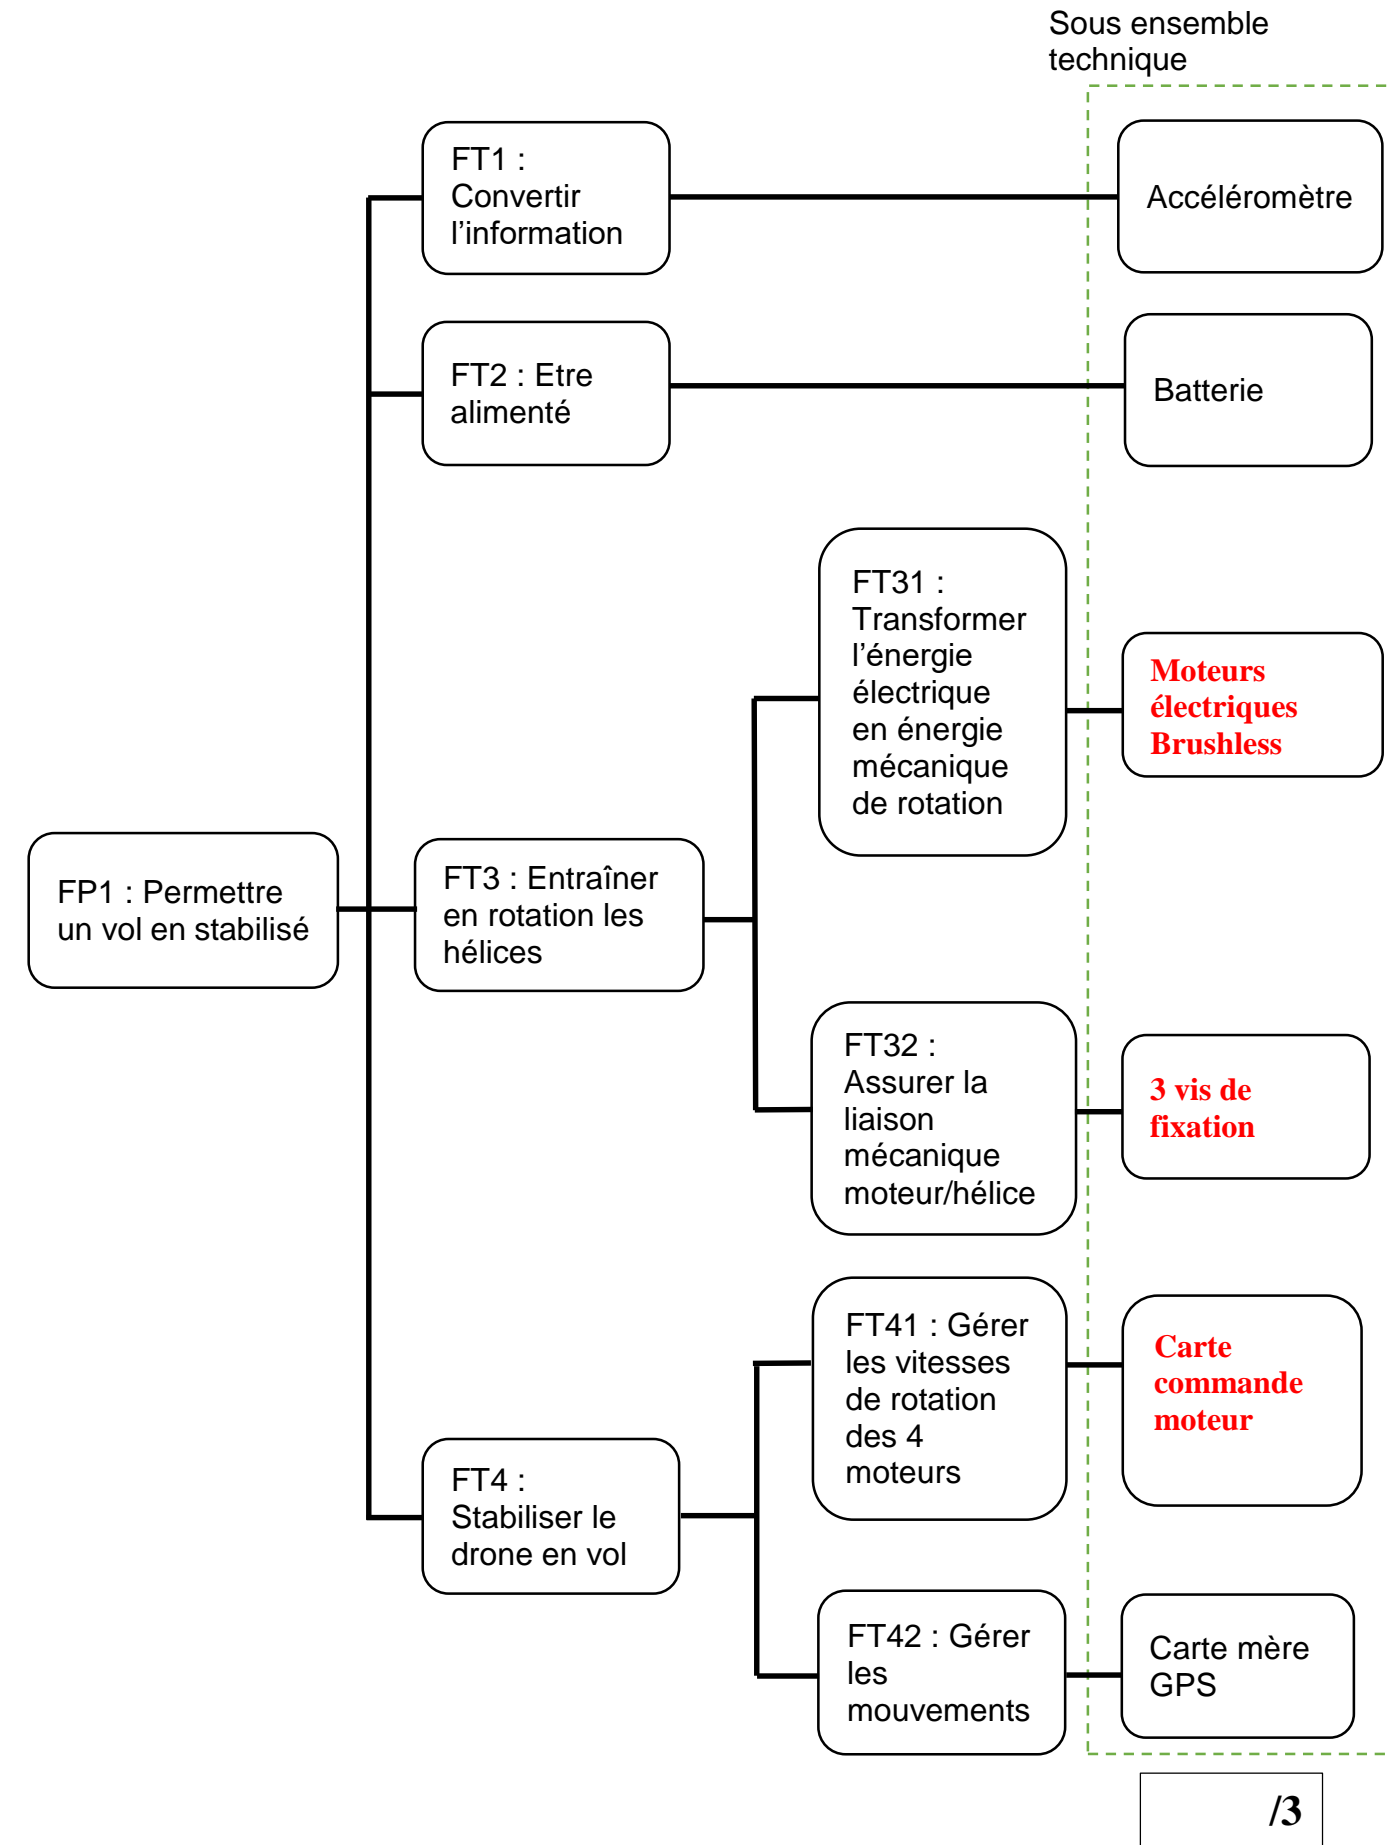 Sous ensemble
technique
FT1 :
Convertir
l’information
Accéléromètre
FT2 : Etre
alimenté
Batterie
FT31 :
Transformer
l’énergie
électrique
en énergie
mécanique
de rotation
Moteurs
électriques
Brushless
FP1 : Permettre
un vol en stabilisé
FT3 : Entraîner
en rotation les
hélices
FT32 :
Assurer la
liaison
mécanique
moteur/hélice
3 vis de
fixation
FT41 : Gérer
les vitesses
de rotation
des 4
moteurs
Carte
commande
moteur
FT4 :
Stabiliser le
drone en vol
FT42 : Gérer
les
mouvements
Carte mère
GPS
/3